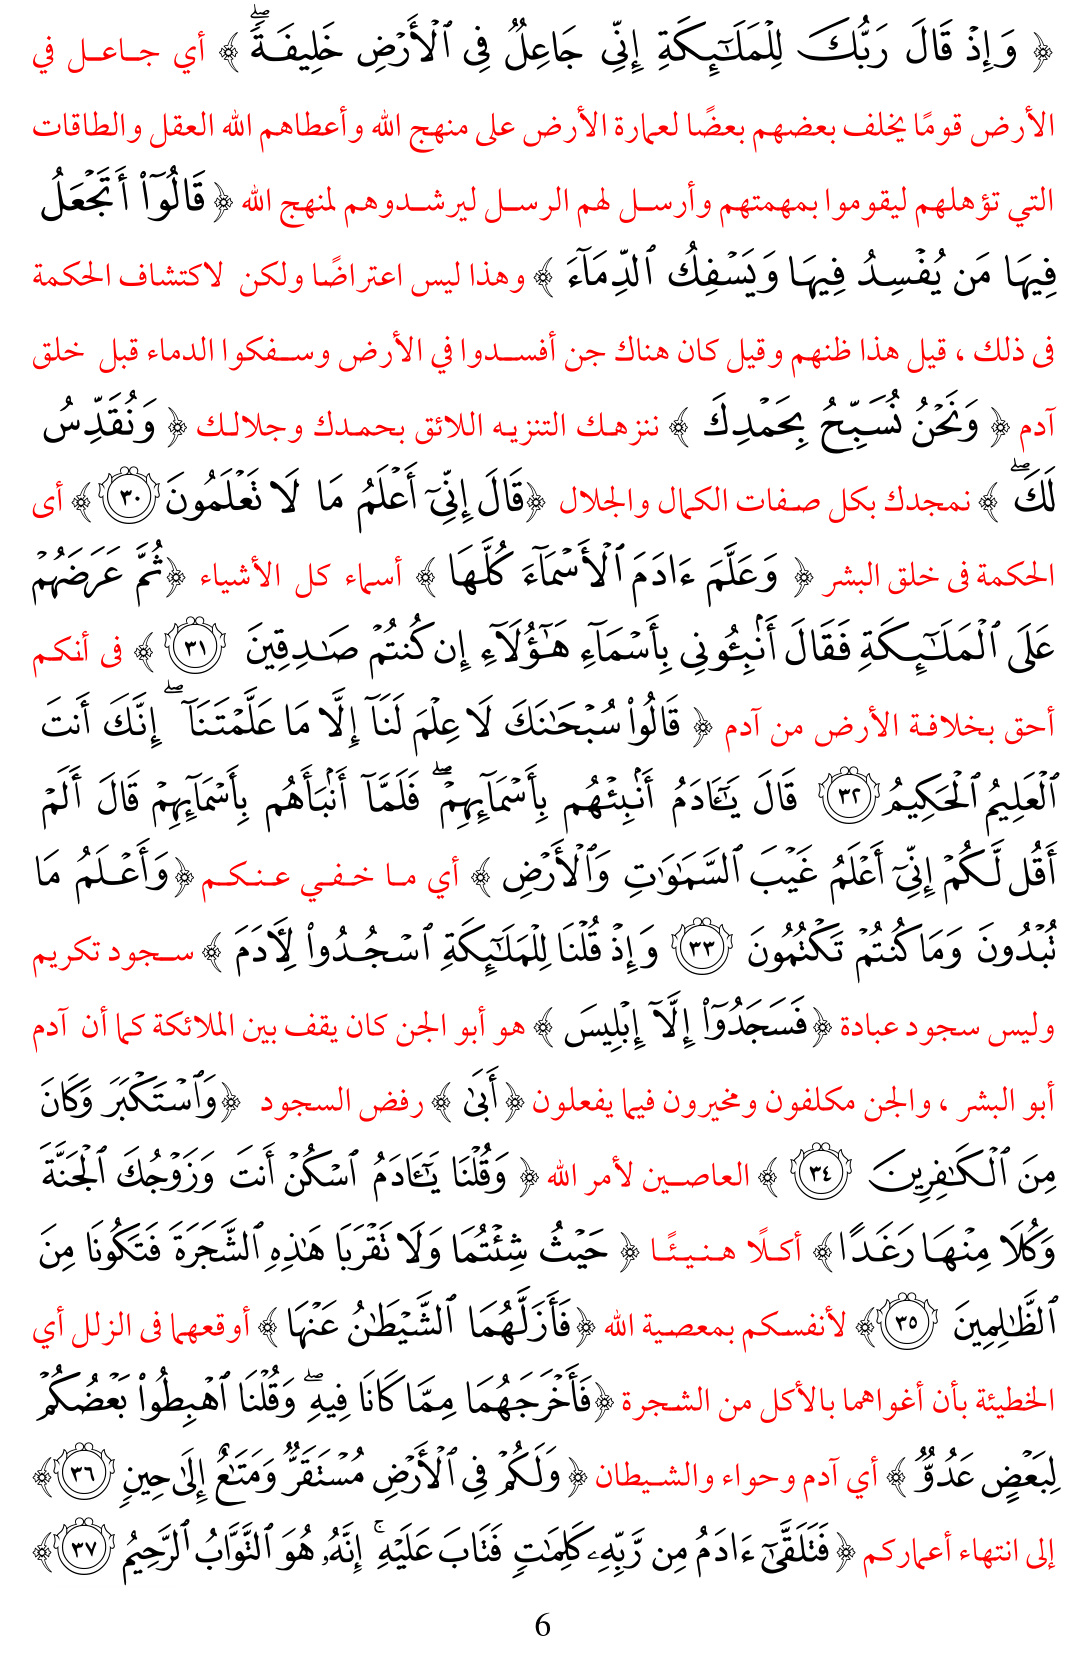 ﴿ وَإِذۡ قَالَ رَبُّكَ لِلۡمَلَٰٓئِكَةِ إِنِّي جَاعِلٞ فِي ٱلۡأَرۡضِ خَلِيفَةٗۖ ﴾ أي جاعل في
الأرض قومًا يخلف بعضهم بعضًا لعمارة الأرض على منهج الله وأعطاهم الله العقل والطاقات
التي تؤهلهم ليقوموا بمهمتهم وأرسل لهم الرسل ليرشدوهم لمنهج الله ﴿ قَالُوٓاْ أَتَجۡعَلُ
فِيهَا مَن يُفۡسِدُ فِيهَا وَيَسۡفِكُ ٱلدِّمَآءَ ﴾ وهذا ليس اعتراضًا ولكن لاكتشاف الحكمة
فى ذلك ، قيل هذا ظنهم وقيل كان هناك جن أفسدوا في الأرض وسفكوا الدماء قبل خلق
آدم ﴿ وَنَحۡنُ نُسَبِّحُ بِحَمۡدِكَ ﴾ ننزهك التنزيه اللائق بحمدك وجلالك ﴿ وَنُقَدِّسُ
لَكَۖ ﴾ نمجدك بكل صفات الكمال والجلال ﴿قَالَ إِنِّيٓ أَعۡلَمُ مَا لَا تَعۡلَمُونَ ٣٠ ﴾ أى
الحكمة فى خلق البشر ﴿ وَعَلَّمَ ءَادَمَ ٱلۡأَسۡمَآءَ كُلَّهَا ﴾ أسماء كل الأشياء ﴿ثُمَّ عَرَضَهُمۡ
عَلَى ٱلۡمَلَٰٓئِكَةِ فَقَالَ أَنۢبِـُٔونِي بِأَسۡمَآءِ هَٰٓؤُلَآءِ إِن كُنتُمۡ صَٰدِقِينَ ٣١ ﴾ فى أنكم
أحق بخلافة الأرض من آدم ﴿ قَالُواْ سُبۡحَٰنَكَ لَا عِلۡمَ لَنَآ إِلَّا مَا عَلَّمۡتَنَآۖ إِنَّكَ أَنتَ
ٱلۡعَلِيمُ ٱلۡحَكِيمُ ٣٢ قَالَ يَٰٓـَٔادَمُ أَنۢبِئۡهُم بِأَسۡمَآئِهِمۡۖ فَلَمَّآ أَنۢبَأَهُم بِأَسۡمَآئِهِمۡ قَالَ أَلَمۡ
أَقُل لَّكُمۡ إِنِّيٓ أَعۡلَمُ غَيۡبَ ٱلسَّمَٰوَٰتِ وَٱلۡأَرۡضِ ﴾ أي ما خفي عنكم ﴿وَأَعۡلَمُ مَا
تُبۡدُونَ وَمَا كُنتُمۡ تَكۡتُمُونَ ٣٣ وَإِذۡ قُلۡنَا لِلۡمَلَٰٓئِكَةِ ٱسۡجُدُواْ لِأٓدَمَ ﴾ سجود تكريم
وليس سجود عبادة ﴿فَسَجَدُوٓاْ إِلَّآ إِبۡلِيسَ ﴾ هو أبو الجن كان يقف بين الملائكة كما أن آدم
أبو البشر ، والجن مكلفون ومخيرون فيما يفعلون ﴿أَبَىٰ ﴾ رفض السجود ﴿وَٱسۡتَكۡبَرَ وَكَانَ
مِنَ ٱلۡكَٰفِرِينَ ٣٤ ﴾ العاصين لأمر الله ﴿ وَقُلۡنَا يَٰٓـَٔادَمُ ٱسۡكُنۡ أَنتَ وَزَوۡجُكَ ٱلۡجَنَّةَ
وَكُلَا مِنۡهَا رَغَدًا ﴾ أكلًا هنيئًا ﴿ حَيۡثُ شِئۡتُمَا وَلَا تَقۡرَبَا هَٰذِهِ ٱلشَّجَرَةَ فَتَكُونَا مِنَ
ٱلظَّٰلِمِينَ ٣٥﴾ لأنفسكم بمعصية الله ﴿فَأَزَلَّهُمَا ٱلشَّيۡطَٰنُ عَنۡهَا ﴾ أوقعهما فى الزلل أي
الخطيئة بأن أغواهما بالأكل من الشجرة ﴿فَأَخۡرَجَهُمَا مِمَّا كَانَا فِيهِۖ وَقُلۡنَا ٱهۡبِطُواْ بَعۡضُكُمۡ
لِبَعۡضٍ عَدُوّٞ ﴾ أي آدم وحواء والشيطان ﴿ وَلَكُمۡ فِي ٱلۡأَرۡضِ مُسۡتَقَرّٞ وَمَتَٰعٌ إِلَىٰ حِينٖ ٣٦ ﴾
إلى انتهاء أعماركم ﴿ فَتَلَقَّىٰٓ ءَادَمُ مِن رَّبِّهِۦ كَلِمَٰتٖ فَتَابَ عَلَيۡهِۚ إِنَّهُۥ هُوَ ٱلتَّوَّابُ ٱلرَّحِيمُ ٣٧ ﴾
6